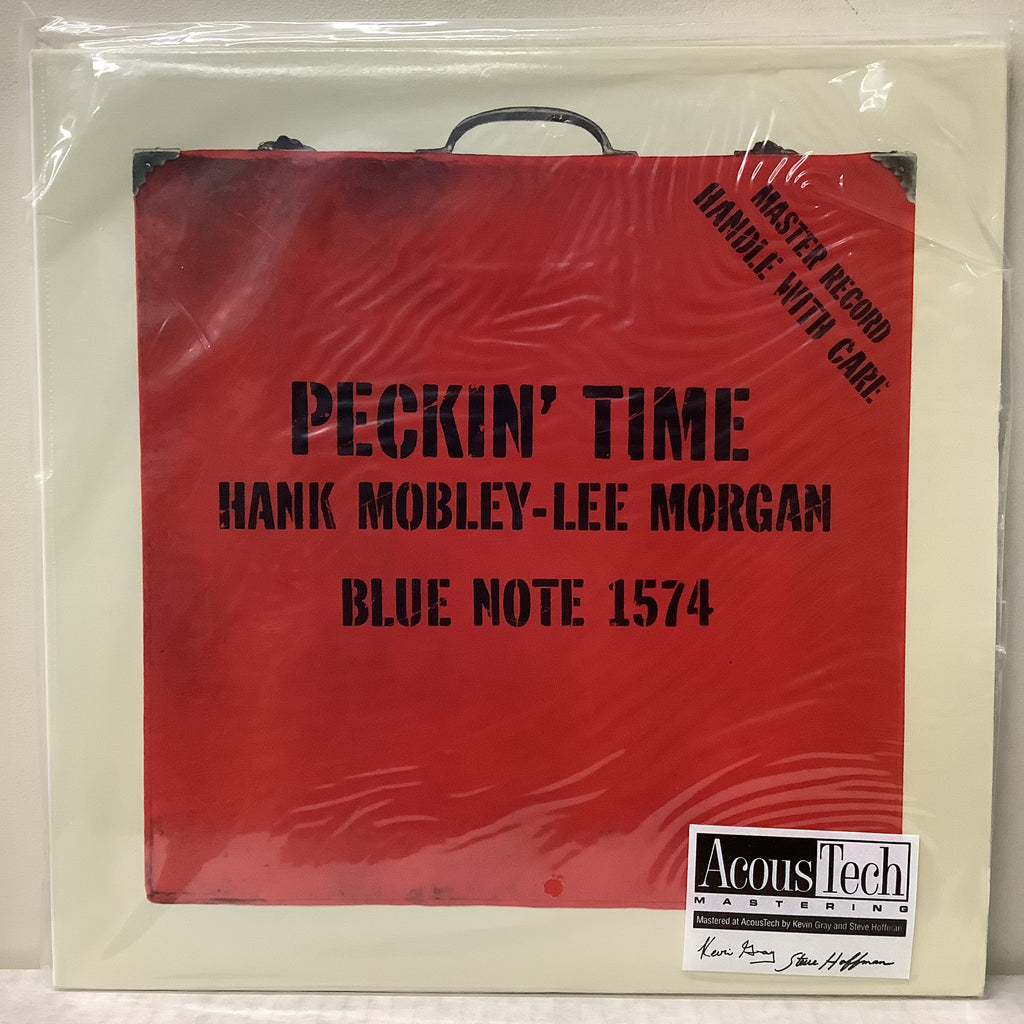 MASTER RECORD
HANDLE WITH CARE
PECKIN' TIME
HANK MOBLEY-LEE MORGAN
BLUE NOTE 1574
AcousTech
MASTERING
Mastered at AcousTech by Kevin Gray and Steve Hoffman
Kevin Gray Steve Hoffman